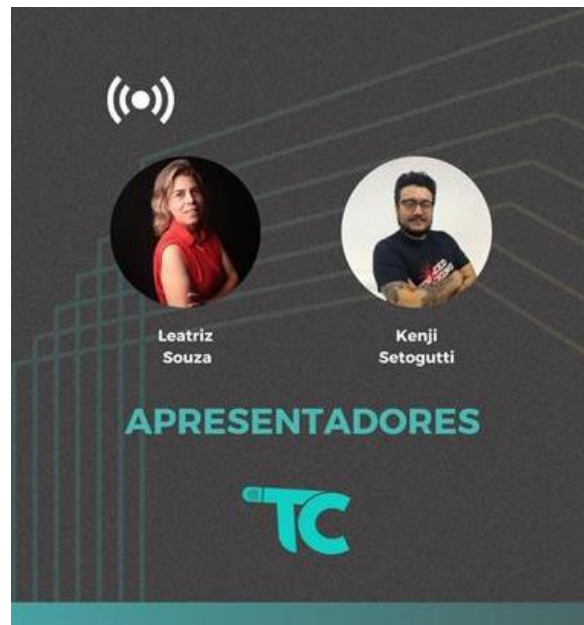 Leatriz
Souza
Kenji
Setogutti
APRESENTADORES
TC